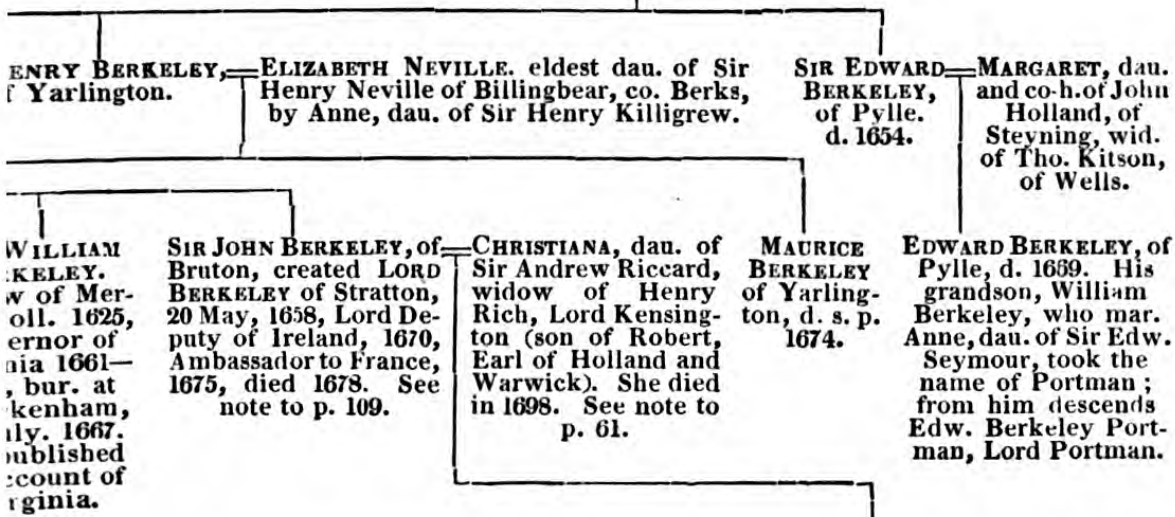 ENRY BERKELEY,
f Yarlington.
ELIZABETH NEVILLE. eldest dau. of Sir
Henry Neville of Billingbear, co. Berks,
by Anne, dau. of Sir Henry Killigrew.
SIR EDWARD
BERKELEY,
of Pylle.
d. 1654.
MARGARET, dau.
and co-h. of John
Holland, of
Steyning, wid.
of Tho. Kitson,
of Wells.
WILLIAM
KELEY.
w of Mer-
oll. 1625,
ernor of
nia 1661—
, bur. at
kenham,
uly. 1667.
ublished
ccount of
rginia.
SIR JOHN BERKELEY, of
Bruton, created LORD
BERKELEY of Stratton,
20 May, 1658, Lord De-
puty of Ireland, 1670,
Ambassador to France,
1675, died 1678. See
note to p. 109.
CHRISTIANA, dau. of
Sir Andrew Riccard,
widow of Henry
Rich, Lord Kensing-
ton (son of Robert,
Earl of Holland and
Warwick). She died
in 1698. See note to
p. 61.
MAURICE
BERKELEY
of Yarling-
ton, d. s. p.
1674.
EDWARD BERKELEY, of
Pylle, d. 1669. His
grandson, William
Berkeley, who mar.
Anne, dau. of Sir Edw.
Seymour, took the
name of Portman ;
from him descends
Edw. Berkeley Port-
man, Lord Portman.